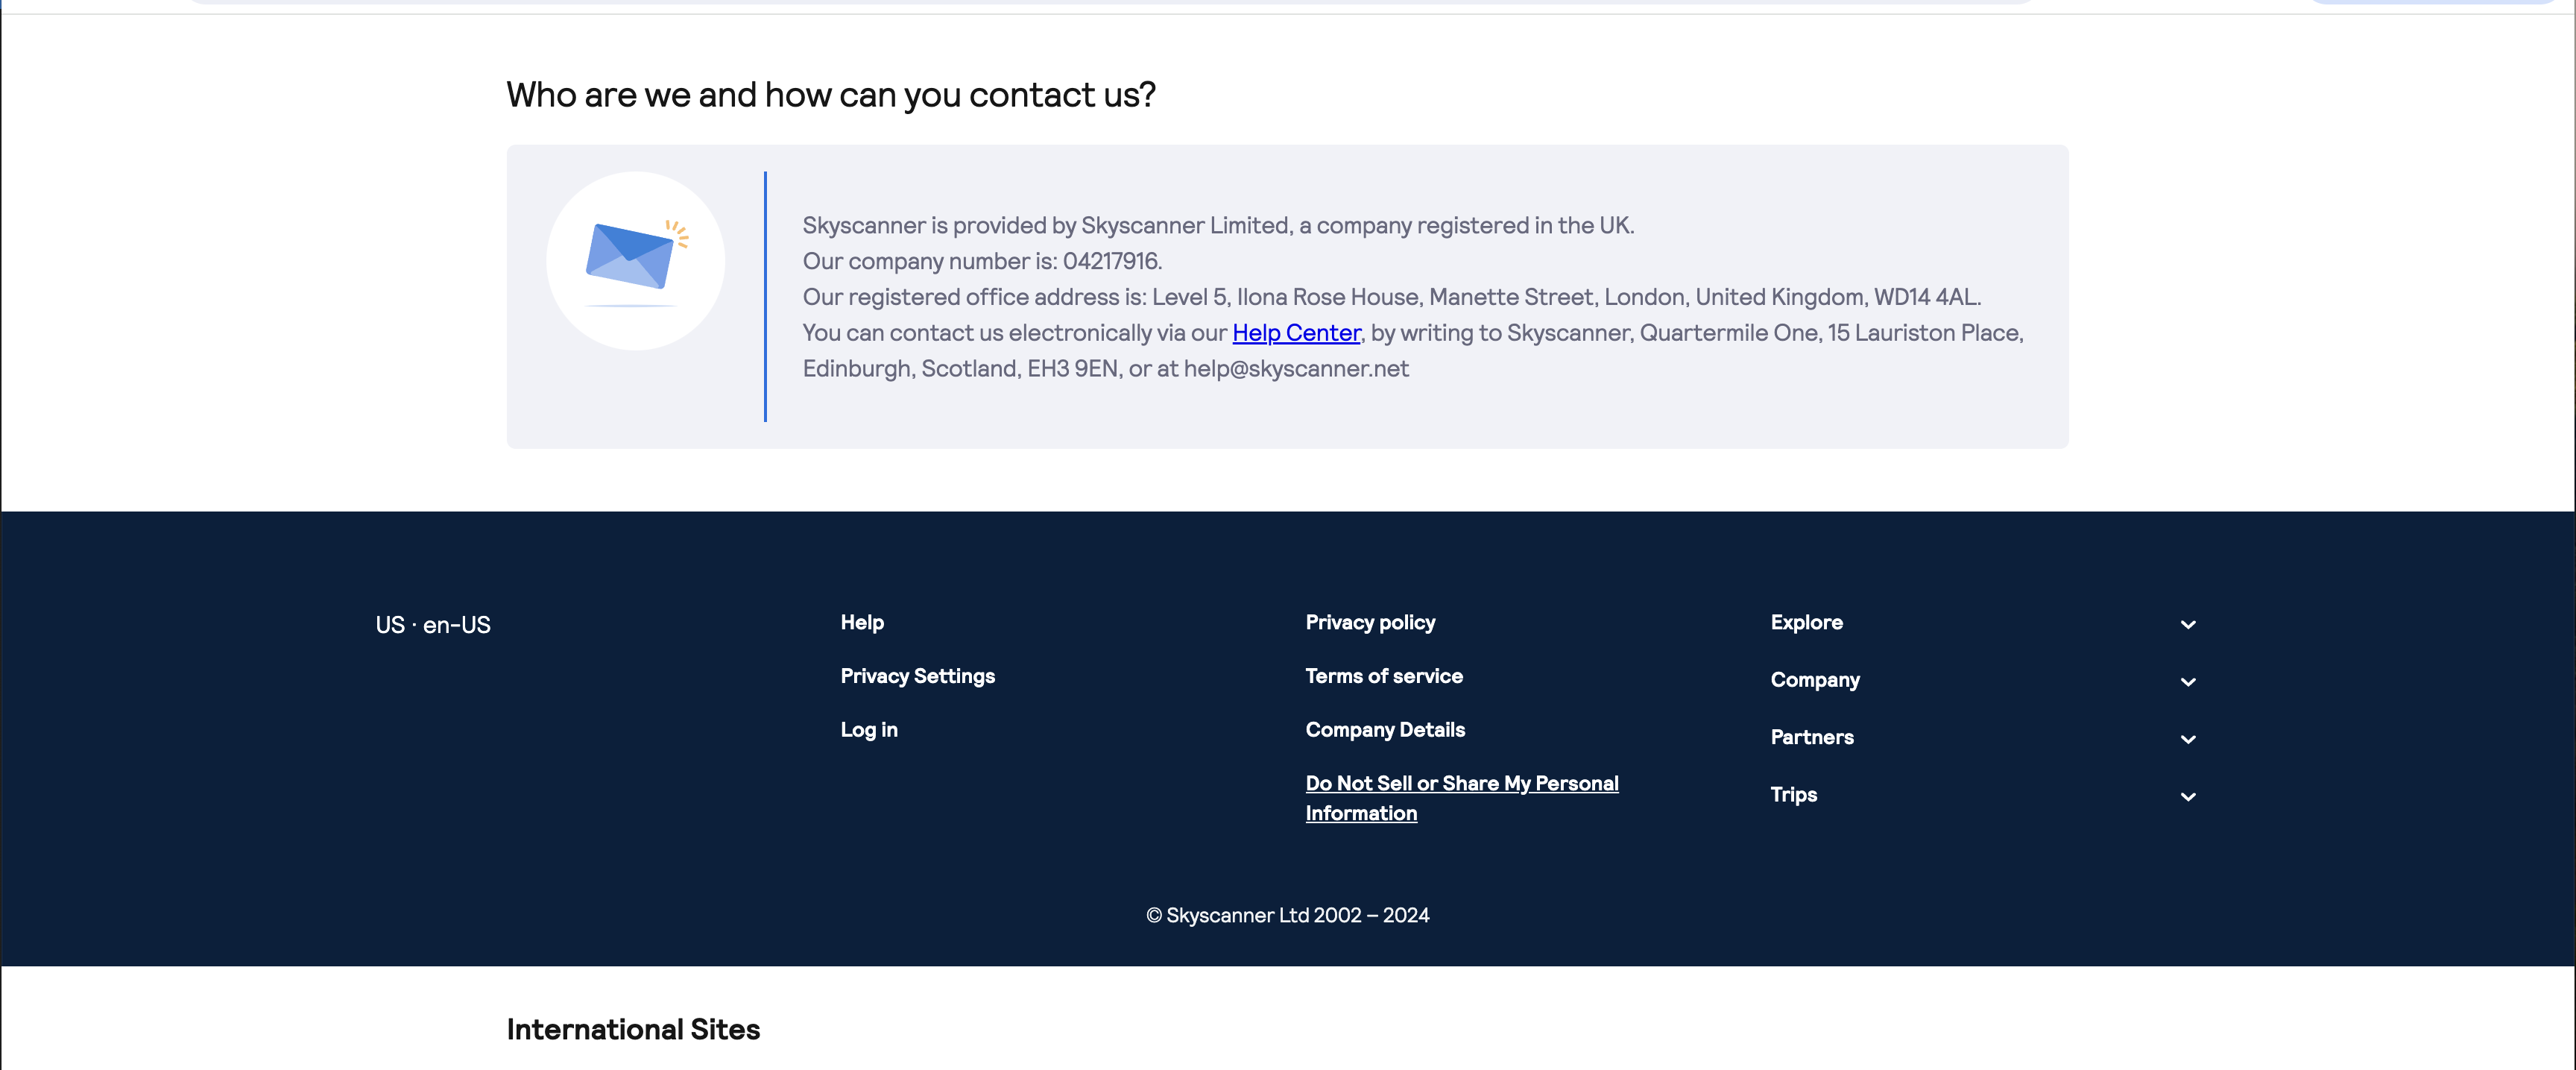 Who are we and how can you contact us?
Skyscanner is provided by Skyscanner Limited, a company registered in the UK.
Our company number is: 04217916.
Our registered office address is: Level 5, Ilona Rose House, Manette Street, London, United Kingdom, WD14 4AL.
You can contact us electronically via our Help Center, by writing to Skyscanner, Quartermile One, 15 Lauriston Place,
Edinburgh, Scotland, EH3 9EN, or at help@skyscanner.net
US · en-US
Help
Privacy Settings
Log in
Privacy policy
Terms of service
Company Details
Do Not Sell or Share My Personal
Information
Explore
Company
Partners
Trips
© Skyscanner Ltd 2002 – 2024
International Sites